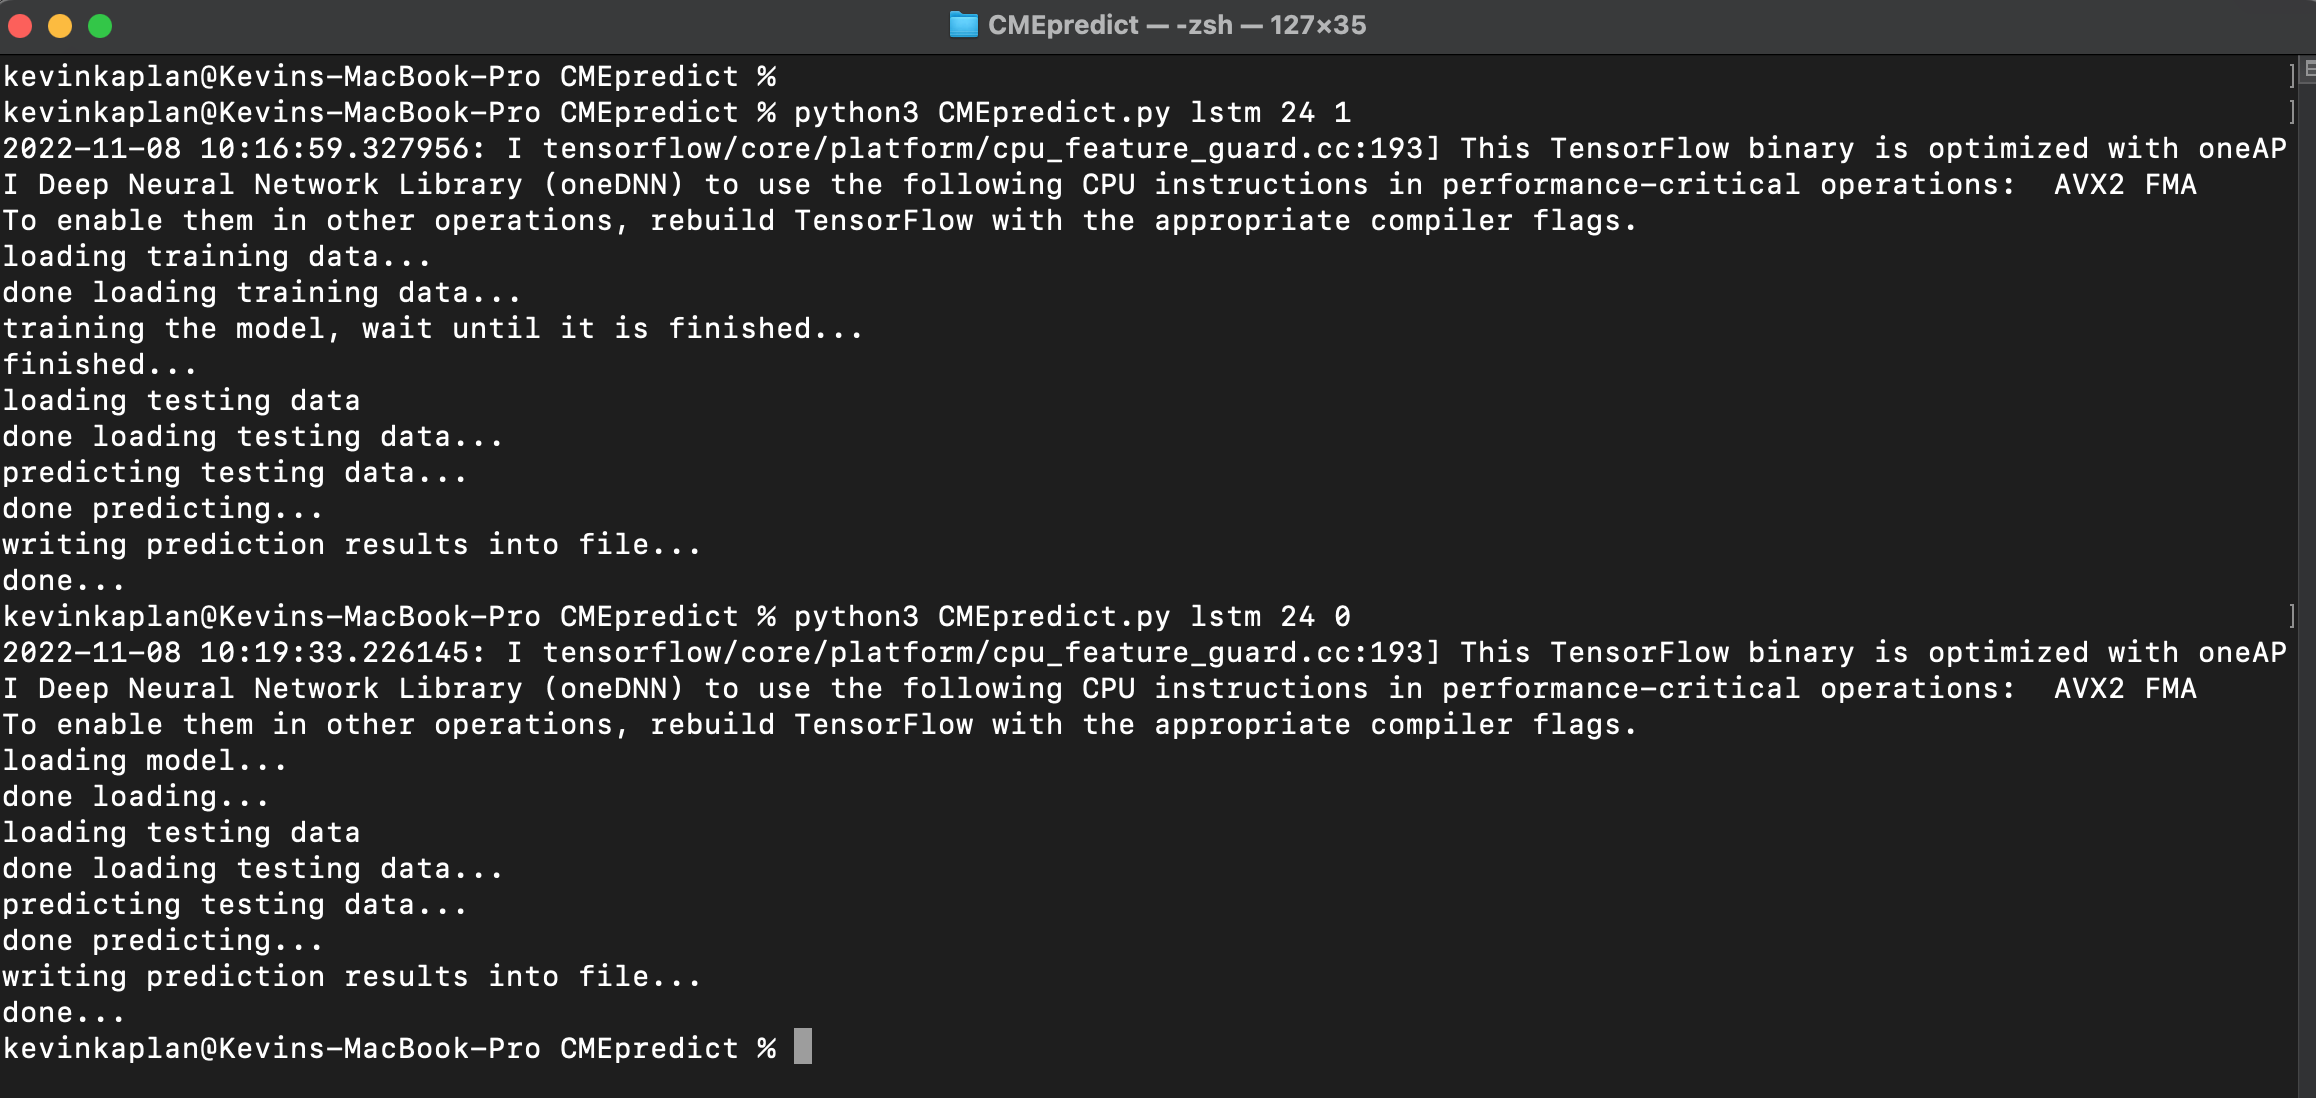 CMEpredict — -zsh — 127×35
kevinkaplan@Kevins-MacBook-Pro CMEpredict %
kevinkaplan@Kevins-MacBook-Pro CMEpredict % python3 CMEpredict.py lstm 24 1
2022-11-08 10:16:59.327956: I tensorflow/core/platform/cpu_feature_guard.cc:193] This TensorFlow binary is optimized with oneAP
I Deep Neural Network Library (oneDNN) to use the following CPU instructions in performance-critical operations:  AVX2 FMA
To enable them in other operations, rebuild TensorFlow with the appropriate compiler flags.
loading training data...
done loading training data...
training the model, wait until it is finished...
finished...
loading testing data
done loading testing data...
predicting testing data...
done predicting...
writing prediction results into file...
done...
kevinkaplan@Kevins-MacBook-Pro CMEpredict % python3 CMEpredict.py lstm 24 0
2022-11-08 10:19:33.226145: I tensorflow/core/platform/cpu_feature_guard.cc:193] This TensorFlow binary is optimized with oneAP
I Deep Neural Network Library (oneDNN) to use the following CPU instructions in performance-critical operations:  AVX2 FMA
To enable them in other operations, rebuild TensorFlow with the appropriate compiler flags.
loading model...
done loading...
loading testing data
done loading testing data...
predicting testing data...
done predicting...
writing prediction results into file...
done...
kevinkaplan@Kevins-MacBook-Pro CMEpredict %